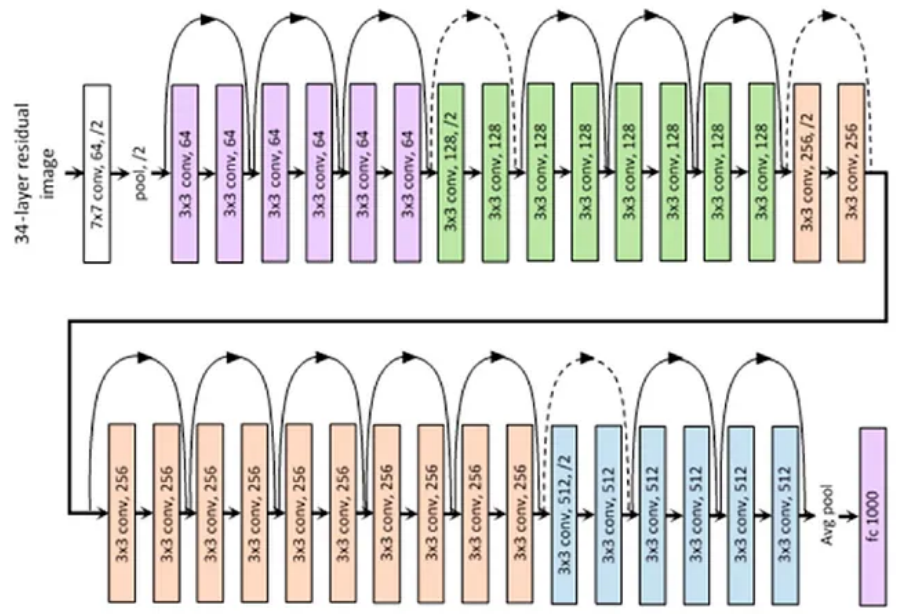 34-layer residual
image
7x7 conv, 64, /2
pool, /2
3x3 conv, 64
3x3 conv, 64
3x3 conv, 64
3x3 conv, 64
3x3 conv, 64
3x3 conv, 64
3x3 conv, 128, /2
3x3 conv, 128
3x3 conv, 128
3x3 conv, 128
3x3 conv, 128
3x3 conv, 128
3x3 conv, 128
3x3 conv, 128
3x3 conv, 256, /2
3x3 conv, 256
3x3 conv, 256
3x3 conv, 256
3x3 conv, 256
3x3 conv, 256
3x3 conv, 256
3x3 conv, 256
3x3 conv, 256
3x3 conv, 256
3x3 conv, 256
3x3 conv, 256
3x3 conv, 512, /2
3x3 conv, 512
3x3 conv, 512
3x3 conv, 512
3x3 conv, 512
3x3 conv, 512
Avg pool
fc 1000